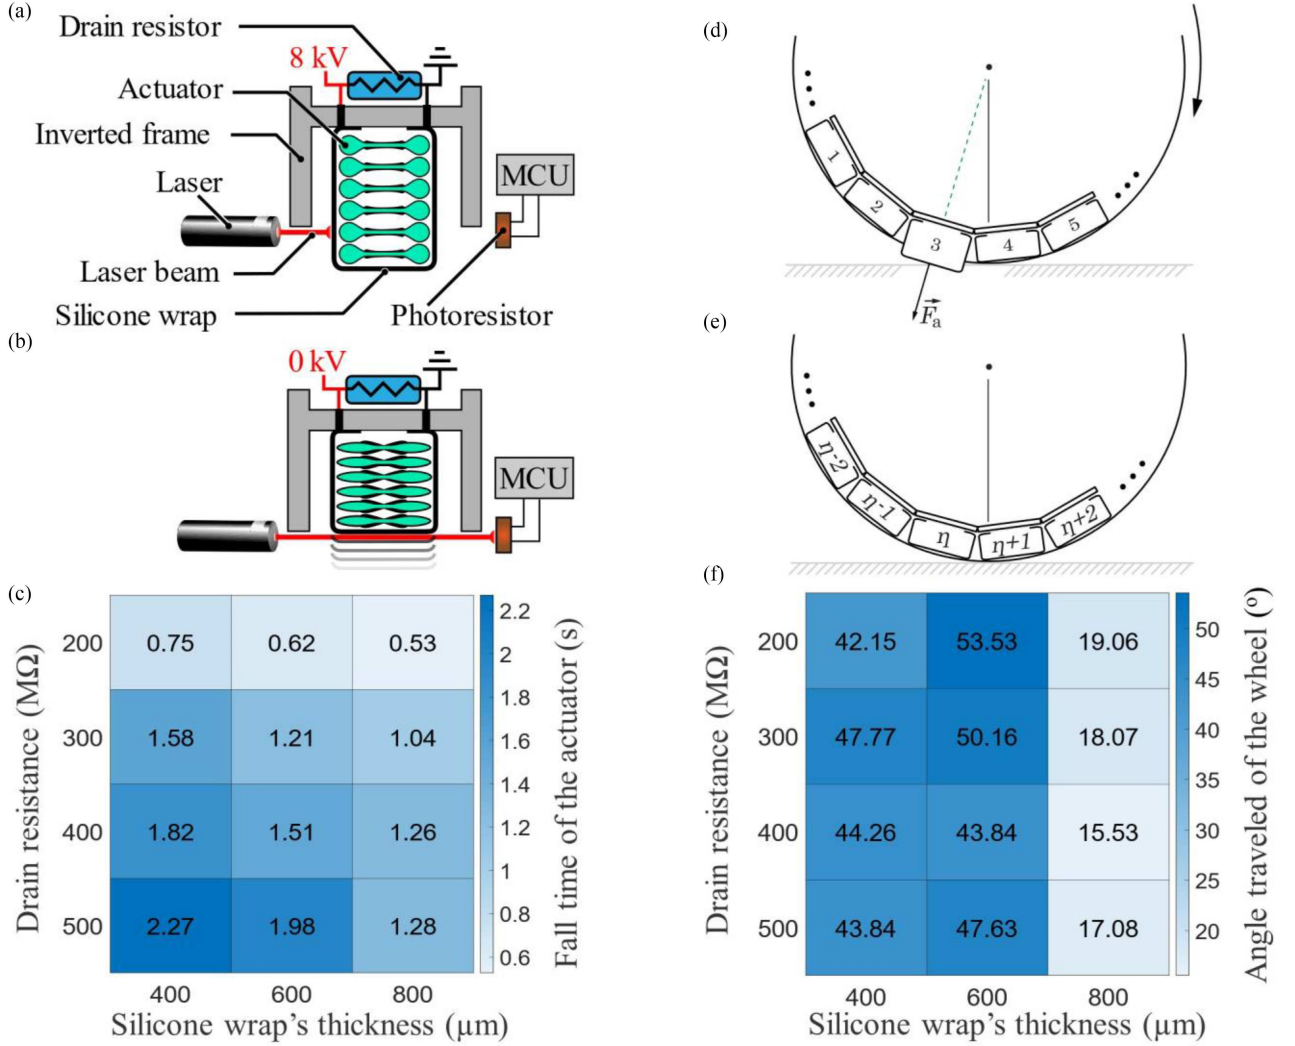 (a)
Drain resistor
8 kV
Actuator
Inverted frame
Laser
MCU
Laser beam
Silicone wrap
Photoresistor
(b)
0 kV
MCU
(c)
Drain resistance (MΩ)
200
300
400
500
0.75 0.62 0.53
1.58 1.21 1.04
1.82 1.51 1.26
2.27 1.98 1.28
400 600 800
Silicone wrap's thickness (µm)
2.2
2
1.8
1.6
1.4
1.2
1
0.8
0.6
Fall time of the actuator (s)
(d)
1
2
3
4
5
F⃗a
(e)
η-2
η-1
η
η+1
η+2
(f)
Drain resistance (MΩ)
200
300
400
500
42.15 53.53 19.06
47.77 50.16 18.07
44.26 43.84 15.53
43.84 47.63 17.08
400 600 800
Silicone wrap's thickness (µm)
50
45
40
35
30
25
20
Angle traveled of the wheel (º)